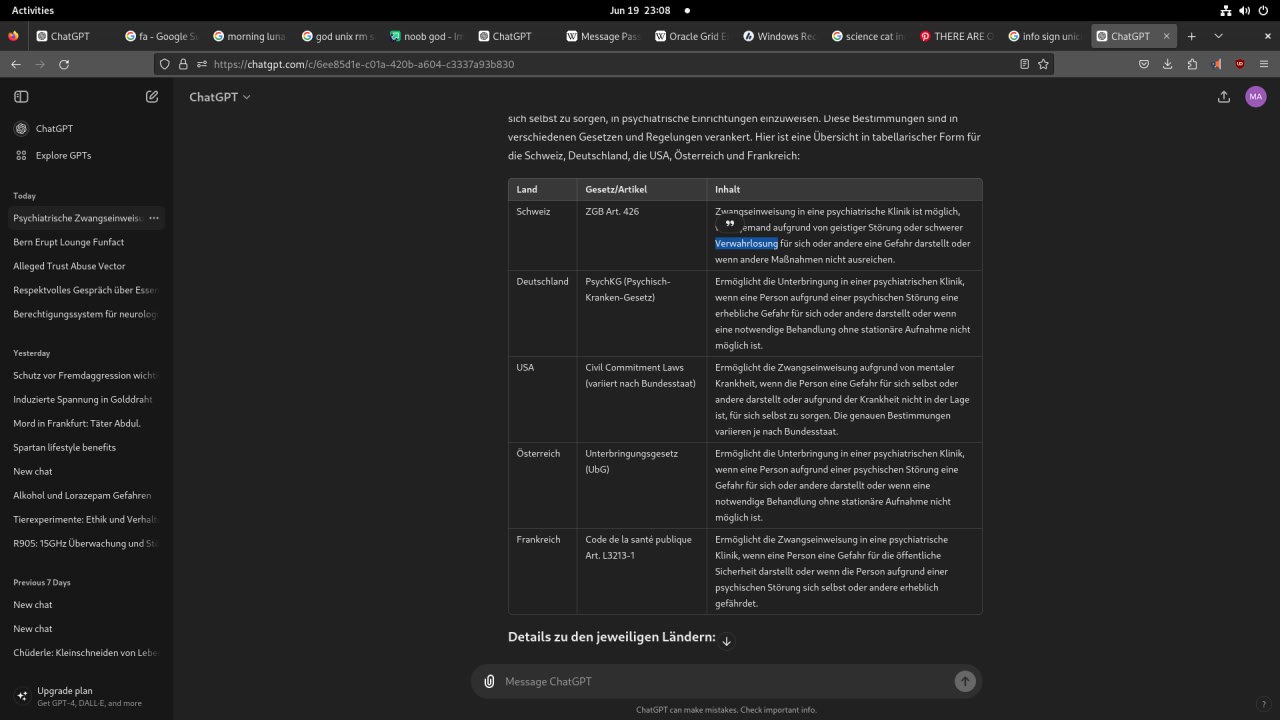 Activities
Jun 19 23:08
ChatGPT
fa - Google Su
morning luna
god unix rm s
noob god - Im
ChatGPT
Message Pas
Oracle Grid E
Windows Rec
science cat in
THERE ARE O
info sign unic
ChatGPT
https://chatgpt.com/c/6ee85d1e-c01a-420b-a604-c3337a93b830
ChatGPT
MA
ChatGPT
Explore GPTs
Today
Psychiatrische Zwangseinweisu
Bern Erupt Lounge Funfact
Alleged Trust Abuse Vector
Respektvolles Gespräch über Essen
Berechtigungssystem für neurolog
Yesterday
Schutz vor Fremdaggression wichti
Induzierte Spannung in Golddraht
Mord in Frankfurt: Täter Abdul.
Spartan lifestyle benefits
New chat
Alkohol und Lorazepam Gefahren
Tierexperimente: Ethik und Verhalt
R905: 15GHz Überwachung und Stö
Previous 7 Days
New chat
New chat
Chüderle: Kleinschneiden von Lebe
Upgrade plan
Get GPT-4, DALL·E, and more
sich selbst zu sorgen, in psychiatrische Einrichtungen einzuweisen. Diese Bestimmungen sind in
verschiedenen Gesetzen und Regelungen verankert. Hier ist eine Übersicht in tabellarischer Form für
die Schweiz, Deutschland, die USA, Österreich und Frankreich:
Land Gesetz/Artikel Inhalt
Schweiz ZGB Art. 426 Zwangseinweisung in eine psychiatrische Klinik ist möglich,
jemand aufgrund von geistiger Störung oder schwerer
Verwahrlosung für sich oder andere eine Gefahr darstellt oder
wenn andere Maßnahmen nicht ausreichen.
Deutschland PsychKG (Psychisch- Ermöglicht die Unterbringung in einer psychiatrischen Klinik,
Kranken-Gesetz) wenn eine Person aufgrund einer psychischen Störung eine
erhebliche Gefahr für sich oder andere darstellt oder wenn
eine notwendige Behandlung ohne stationäre Aufnahme nicht
möglich ist.
USA Civil Commitment Laws Ermöglicht die Zwangseinweisung aufgrund von mentaler
(variiert nach Bundesstaat) Krankheit, wenn die Person eine Gefahr für sich selbst oder
andere darstellt oder aufgrund der Krankheit nicht in der Lage
ist, für sich selbst zu sorgen. Die genauen Bestimmungen
variieren je nach Bundesstaat.
Österreich Unterbringungsgesetz Ermöglicht die Unterbringung in einer psychiatrischen Klinik,
(UbG) wenn eine Person aufgrund einer psychischen Störung eine
Gefahr für sich oder andere darstellt oder wenn eine
notwendige Behandlung ohne stationäre Aufnahme nicht
möglich ist.
Frankreich Code de la santé publique Ermöglicht die Zwangseinweisung in eine psychiatrische
Art. L3213-1 Klinik, wenn eine Person eine Gefahr für die öffentliche
Sicherheit darstellt oder wenn die Person aufgrund einer
psychischen Störung sich selbst oder andere erheblich
gefährdet.
Details zu den jeweiligen Ländern:
Message ChatGPT
ChatGPT can make mistakes. Check important info.
?